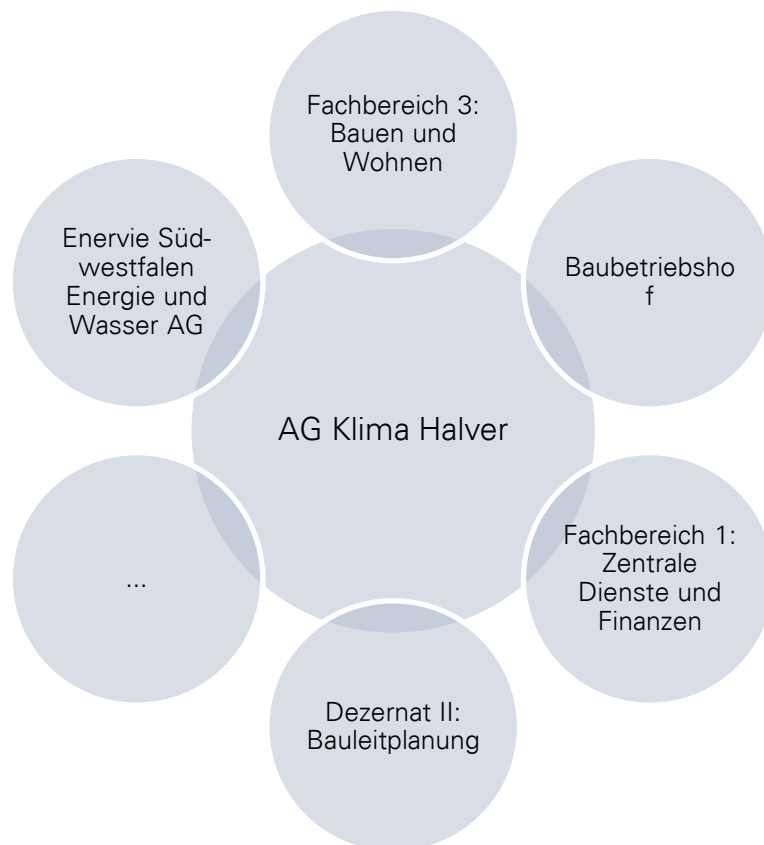 Fachbereich 3:
Bauen und
Wohnen
Enervie Süd-
westfalen
Energie und
Wasser AG
Baubetriebsho
f
AG Klima Halver
...
Fachbereich 1:
Zentrale
Dienste und
Finanzen
Dezernat II:
Bauleitplanung